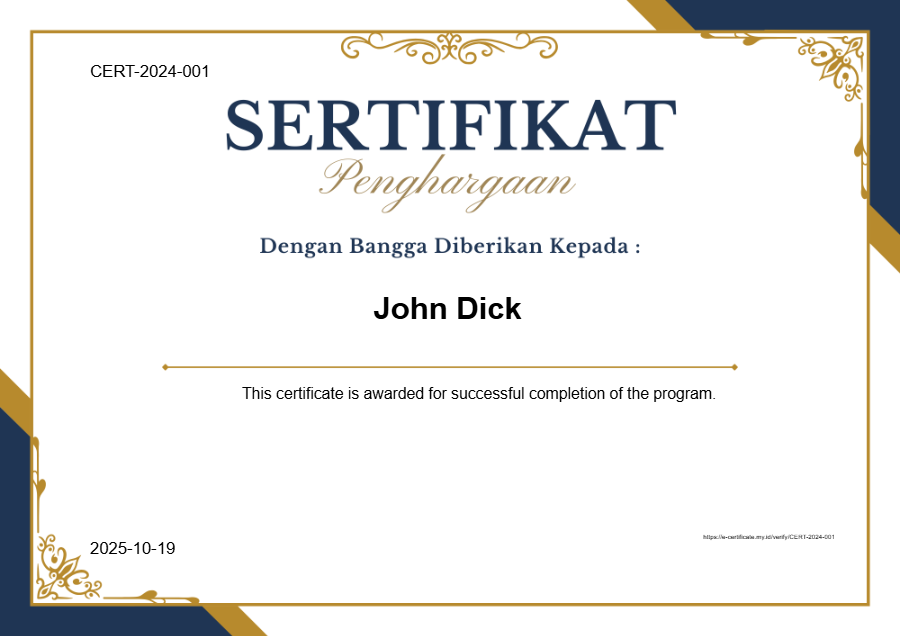 CERT-2024-001
SERTIFIKAT
Penghargaan
Dengan Bangga Diberikan Kepada :
John Dick
This certificate is awarded for successful completion of the program.
https://e-certificate.my.id/verify/CERT-2024-001
2025-10-19